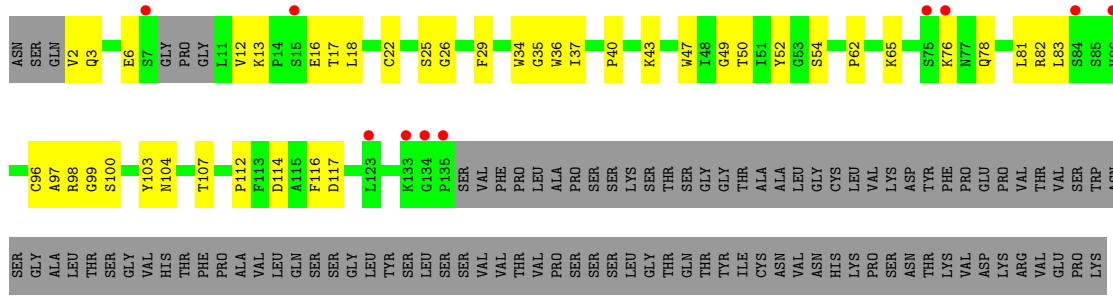 ASN SER GLN V2 Q3 E6 S7 GLY PRO GLY L11 V12 K13 P14 S15 E16 T17 L18 C22 S25 G26 F29 W34 G35 W36 I37 P40 K43 W47 I48 G49 T50 I51 Y52 G53 S54 P62 K65 S75 K76 N77 Q78 L81 R82 L83 S84 S85
C96 A97 R98 G99 S100 Y103 N104 T107 P112 F113 D114 A115 F116 D117 L123 K133 G134 P135 SER VAL PHE PRO LEU ALA PRO SER SER LYS SER THR SER GLY GLY THR ALA ALA LEU GLY CYS LEU VAL LYS ASP TYR PHE PRO GLU PRO VAL THR VAL SER TRP ASN
SER GLY ALA LEU THR SER GLY VAL HIS THR PHE PRO ALA VAL LEU GLN SER SER GLY LEU TYR SER LEU SER SER VAL VAL THR VAL PRO SER SER SER LEU GLY THR GLN THR TYR ILE CYS ASN VAL ASN HIS LYS PRO SER ASN THR LYS VAL ASP LYS ARG VAL GLU PRO LYS